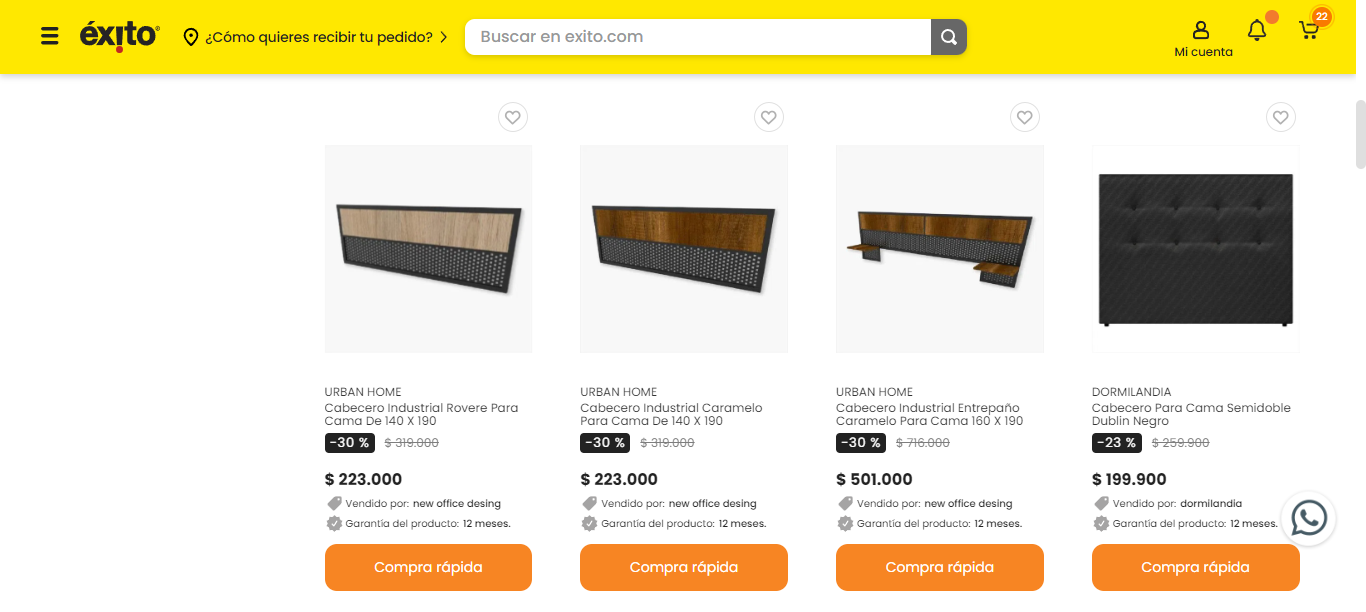 éxito
¿Cómo quieres recibir tu pedido?
Buscar en exito.com
Mi cuenta
22
URBAN HOME
Cabecero Industrial Rovere Para
Cama De 140 X 190
-30 % $ 319.000
$ 223.000
Vendido por: new office desing
Garantía del producto: 12 meses.
Compra rápida
URBAN HOME
Cabecero Industrial Caramelo
Para Cama De 140 X 190
-30 % $ 319.000
$ 223.000
Vendido por: new office desing
Garantía del producto: 12 meses.
Compra rápida
URBAN HOME
Cabecero Industrial Entrepaño
Caramelo Para Cama 160 X 190
-30 % $ 716.000
$ 501.000
Vendido por: new office desing
Garantía del producto: 12 meses.
Compra rápida
DORMILANDIA
Cabecero Para Cama Semidoble
Dublín Negro
-23 % $ 259.900
$ 199.900
Vendido por: dormilandia
Garantía del producto: 12 meses.
Compra rápida